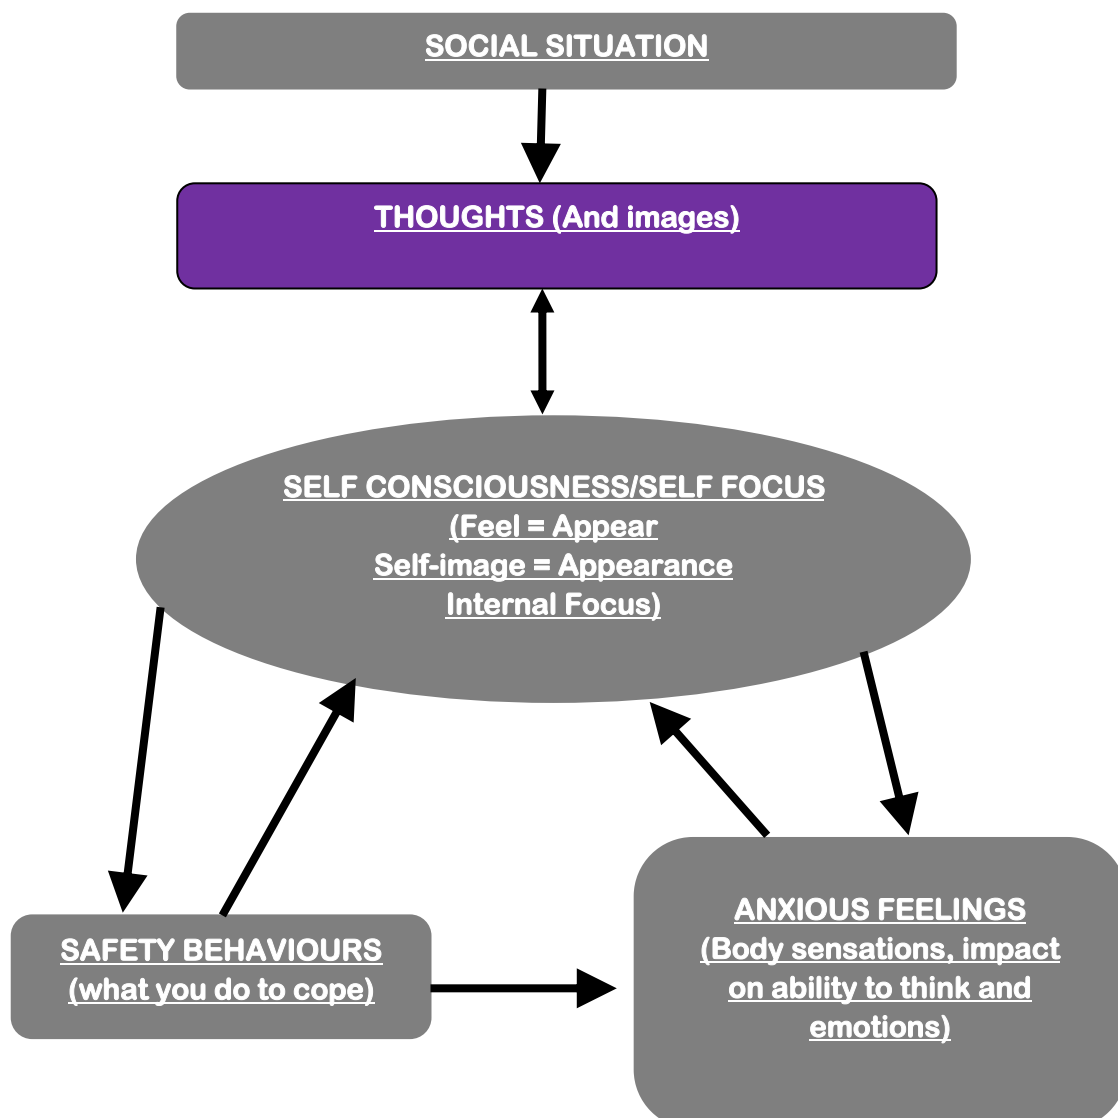 SOCIAL SITUATION
THOUGHTS (And images)
SELF CONSCIOUSNESS/SELF FOCUS
(Feel = Appear
Self-image = Appearance
Internal Focus)
SAFETY BEHAVIOURS
(what you do to cope)
ANXIOUS FEELINGS
(Body sensations, impact
on ability to think and
emotions)